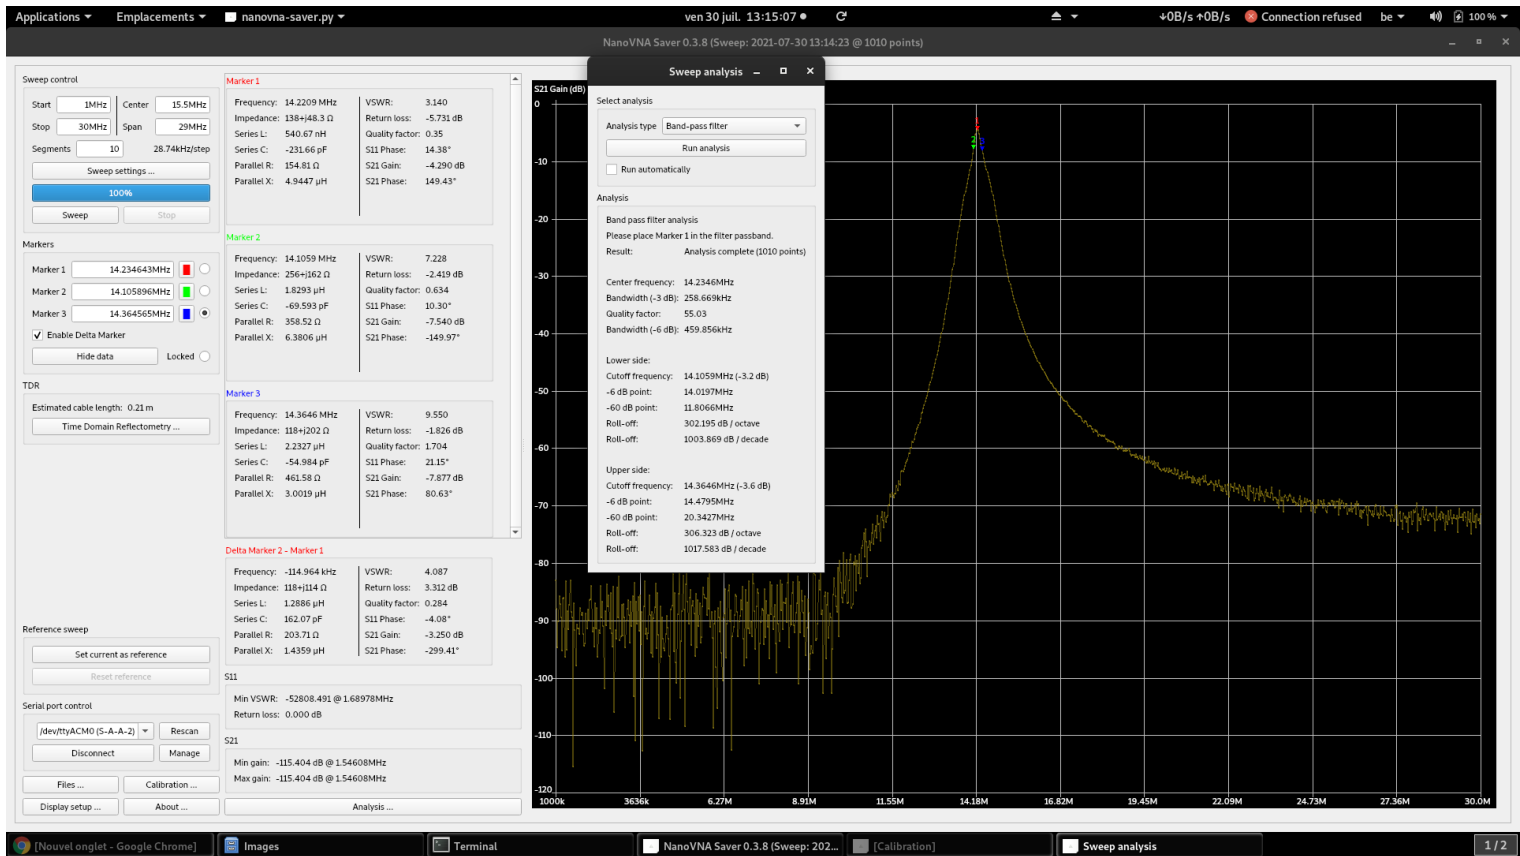 Applications Emplacements nanovna-saver.py ven 30 juil. 13:15:07 ↓0B/s ↑0B/s Connection refused be 100 %
NanoVNA Saver 0.3.8 (Sweep: 2021-07-30 13:14:23 @ 1010 points)
Sweep control
Start 1MHz Center 15.5MHz
Stop 30MHz Span 29MHz
Segments 10 28.74kHz/step
Sweep settings ...
100%
Sweep Stop
Markers
Marker 1 14.234643MHz
Marker 2 14.105896MHz
Marker 3 14.364565MHz
Enable Delta Marker
Hide data Locked
TDR
Estimated cable length: 0.21 m
Time Domain Reflectometry ...
Reference sweep
Set current as reference
Reset reference
Serial port control
/dev/ttyACM0 (S-A-A-2) Rescan
Disconnect Manage
Files ... Calibration ...
Display setup ... About ...
Marker 1
Frequency: 14.2209 MHz VSWR: 3.140
Impedance: 138+j48.3 Ω Return loss: -5.731 dB
Series L: 540.67 nH Quality factor: 0.35
Series C: -231.66 pF S11 Phase: 14.38°
Parallel R: 154.81 Ω S21 Gain: -4.290 dB
Parallel X: 4.9447 µH S21 Phase: 149.43°
Marker 2
Frequency: 14.1059 MHz VSWR: 7.228
Impedance: 256+j162 Ω Return loss: -2.419 dB
Series L: 1.8293 µH Quality factor: 0.634
Series C: -69.593 pF S11 Phase: 10.30°
Parallel R: 358.52 Ω S21 Gain: -7.540 dB
Parallel X: 6.3806 µH S21 Phase: -149.97°
Marker 3
Frequency: 14.3646 MHz VSWR: 9.550
Impedance: 118+j202 Ω Return loss: -1.826 dB
Series L: 2.2327 µH Quality factor: 1.704
Series C: -54.984 pF S11 Phase: 21.15°
Parallel R: 461.58 Ω S21 Gain: -7.877 dB
Parallel X: 3.0019 µH S21 Phase: 80.63°
Delta Marker 2 - Marker 1
Frequency: -114.964 kHz VSWR: 4.087
Impedance: 118+j114 Ω Return loss: 3.312 dB
Series L: 1.2886 µH Quality factor: 0.284
Series C: 162.07 pF S11 Phase: -4.08°
Parallel R: 203.71 Ω S21 Gain: -3.250 dB
Parallel X: 1.4359 µH S21 Phase: -299.41°
S11
Min VSWR: -52808.491 @ 1.68978MHz
Return loss: 0.000 dB
S21
Min gain: -115.404 dB @ 1.54608MHz
Max gain: -115.404 dB @ 1.54608MHz
Analysis ...
Sweep analysis
Select analysis
Analysis type Band-pass filter
Run analysis
Run automatically
Analysis
Band pass filter analysis
Please place Marker 1 in the filter passband.
Result: Analysis complete (1010 points)
Center frequency: 14.2346MHz
Bandwidth (-3 dB): 258.669kHz
Quality factor: 55.03
Bandwidth (-6 dB): 459.856kHz
Lower side:
Cutoff frequency: 14.1059MHz (-3.2 dB)
-6 dB point: 14.0197MHz
-60 dB point: 11.8066MHz
Roll-off: 302.195 dB / octave
Roll-off: 1003.869 dB / decade
Upper side:
Cutoff frequency: 14.3646MHz (-3.6 dB)
-6 dB point: 14.4795MHz
-60 dB point: 20.3427MHz
Roll-off: 306.323 dB / octave
Roll-off: 1017.583 dB / decade
S21 Gain (dB)
0
-10
-20
-30
-40
-50
-60
-70
-80
-90
-100
-110
-120
1
2
3
1000k 3636k 6.27M 8.91M 11.55M 14.18M 16.82M 19.45M 22.09M 24.73M 27.36M 30.0M
[Nouvel onglet - Google Chrome] Images Terminal NanoVNA Saver 0.3.8 (Sweep: 202... [Calibration] Sweep analysis 1 / 2